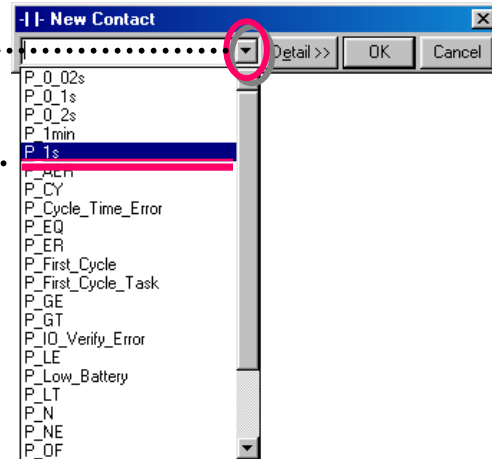 -| |- New Contact
Detail >> OK Cancel
P_0_02s
P_0_1s
P_0_2s
P_1min
P_1s
P_AER
P_CY
P_Cycle_Time_Error
P_EQ
P_ER
P_First_Cycle
P_First_Cycle_Task
P_GE
P_GT
P_IO_Verify_Error
P_LE
P_Low_Battery
P_LT
P_N
P_NE
P_OF